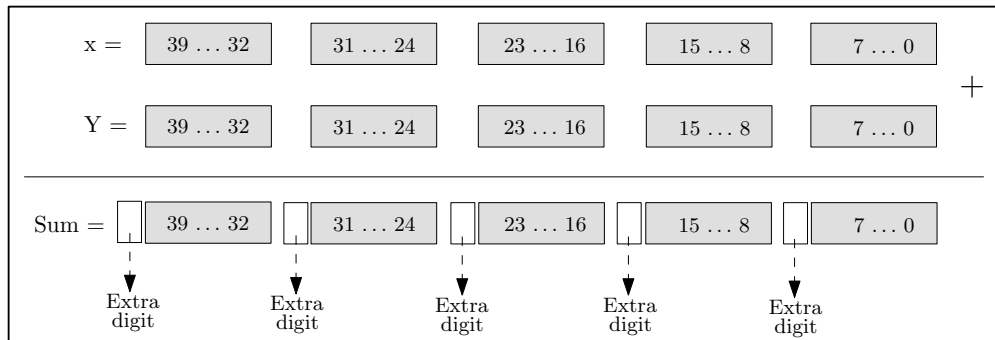 x = 39 … 32 31 … 24 23 … 16 15 … 8 7 … 0
+
Y = 39 … 32 31 … 24 23 … 16 15 … 8 7 … 0
Sum = 39 … 32 31 … 24 23 … 16 15 … 8 7 … 0
Extra Extra Extra Extra Extra
digit digit digit digit digit